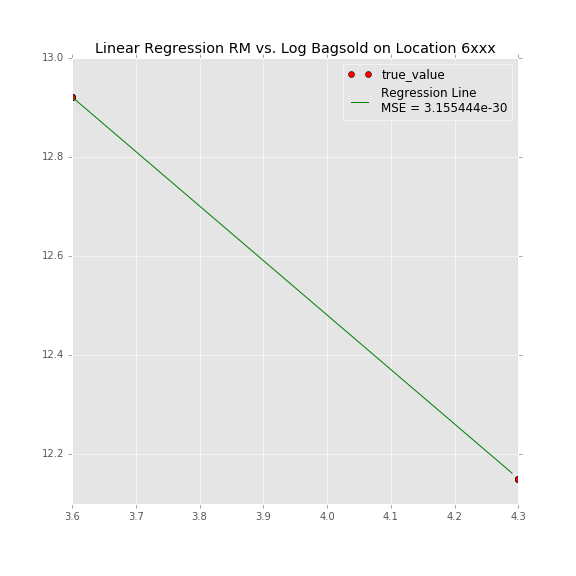 Linear Regression RM vs. Log Bagsold on Location 6xxx
true_value
Regression Line
MSE = 3.155444e-30
13.0
12.8
12.6
12.4
12.2
3.6 3.7 3.8 3.9 4.0 4.1 4.2 4.3